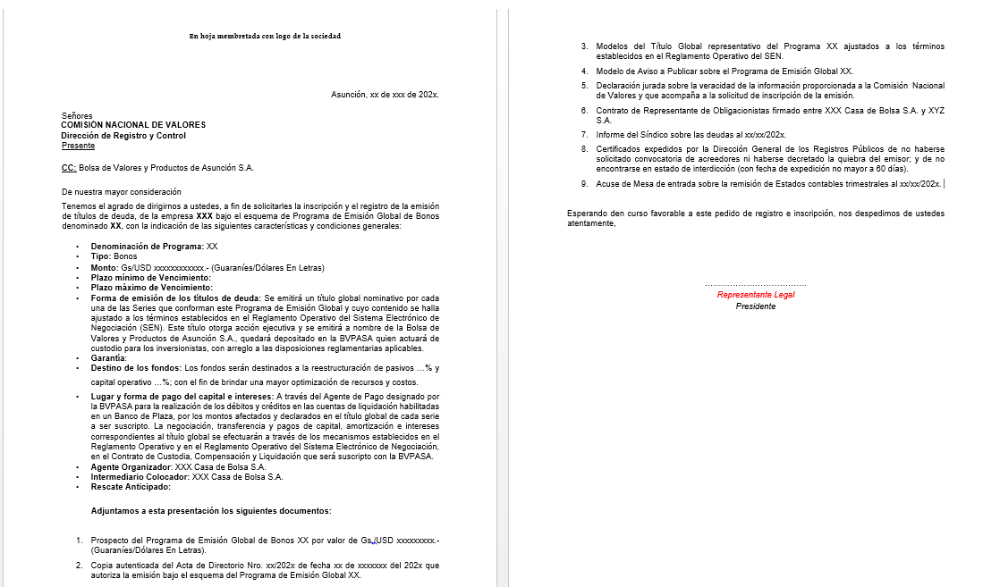 En hoja membretada con logo de la sociedad
Asunción, xx de xxx de 202x.
Señores
COMISIÓN NACIONAL DE VALORES
Dirección de Registro y Control
Presente
CC: Bolsa de Valores y Productos de Asunción S.A.
De nuestra mayor consideración
Tenemos el agrado de dirigirnos a ustedes, a fin de solicitarles la inscripción y el registro de la emisión
de títulos de deuda, de la empresa XXX bajo el esquema de Programa de Emisión Global de Bonos
denominado XX, con la indicación de las siguientes características y condiciones generales:
• Denominación de Programa: XX
• Tipo: Bonos
• Monto: Gs/USD xxxxxxxxxxxx.- (Guaraníes/Dólares En Letras)
• Plazo mínimo de Vencimiento:
• Plazo máximo de Vencimiento:
• Forma de emisión de los títulos de deuda: Se emitirá un título global nominativo por cada
una de las Series que conforman este Programa de Emisión Global y cuyo contenido se halla
ajustado a los términos establecidos en el Reglamento Operativo del Sistema Electrónico de
Negociación (SEN). Este título otorga acción ejecutiva y se emitirá a nombre de la Bolsa de
Valores y Productos de Asunción S.A., quedará depositado en la BVPASA quien actuará de
custodio para los inversionistas, con arreglo a las disposiciones reglamentarias aplicables.
• Garantía:
• Destino de los fondos: Los fondos serán destinados a la reestructuración de pasivos ...% y
capital operativo ...%; con el fin de brindar una mayor optimización de recursos y costos.
• Lugar y forma de pago del capital e intereses: A través del Agente de Pago designado por
la BVPASA para la realización de los débitos y créditos en las cuentas de liquidación habilitadas
en un Banco de Plaza, por los montos afectados y declarados en el título global de cada serie
a ser suscripto. La negociación, transferencia y pagos de capital, amortización e intereses
correspondientes al título global se efectuarán a través de los mecanismos establecidos en el
Reglamento Operativo y en el Reglamento Operativo del Sistema Electrónico de Negociación,
en el Contrato de Custodia, Compensación y Liquidación que será suscripto con la BVPASA.
• Agente Organizador: XXX Casa de Bolsa S.A.
• Intermediario Colocador: XXX Casa de Bolsa S.A.
• Rescate Anticipado:
Adjuntamos a esta presentación los siguientes documentos:
1. Prospecto del Programa de Emisión Global de Bonos XX por valor de Gs./USD xxxxxxxxx.-
(Guaraníes/Dólares En Letras).
2. Copia autenticada del Acta de Directorio Nro. xx/202x de fecha xx de xxxxxxx del 202x que
autoriza la emisión bajo el esquema del Programa de Emisión Global XX.
3. Modelos del Título Global representativo del Programa XX ajustados a los términos
establecidos en el Reglamento Operativo del SEN.
4. Modelo de Aviso a Publicar sobre el Programa de Emisión Global XX.
5. Declaración jurada sobre la veracidad de la información proporcionada a la Comisión Nacional
de Valores y que acompaña a la solicitud de inscripción de la emisión.
6. Contrato de Representante de Obligacionistas firmado entre XXX Casa de Bolsa S.A. y XYZ
S.A.
7. Informe del Síndico sobre las deudas al xx/xx/202x.
8. Certificados expedidos por la Dirección General de los Registros Públicos de no haberse
solicitado convocatoria de acreedores ni haberse decretado la quiebra del emisor; y de no
encontrarse en estado de interdicción (con fecha de expedición no mayor a 60 días).
9. Acuse de Mesa de entrada sobre la remisión de Estados contables trimestrales al xx/xx/202x.
Esperando den curso favorable a este pedido de registro e inscripción, nos despedimos de ustedes
atentamente,
.......................................
Representante Legal
Presidente